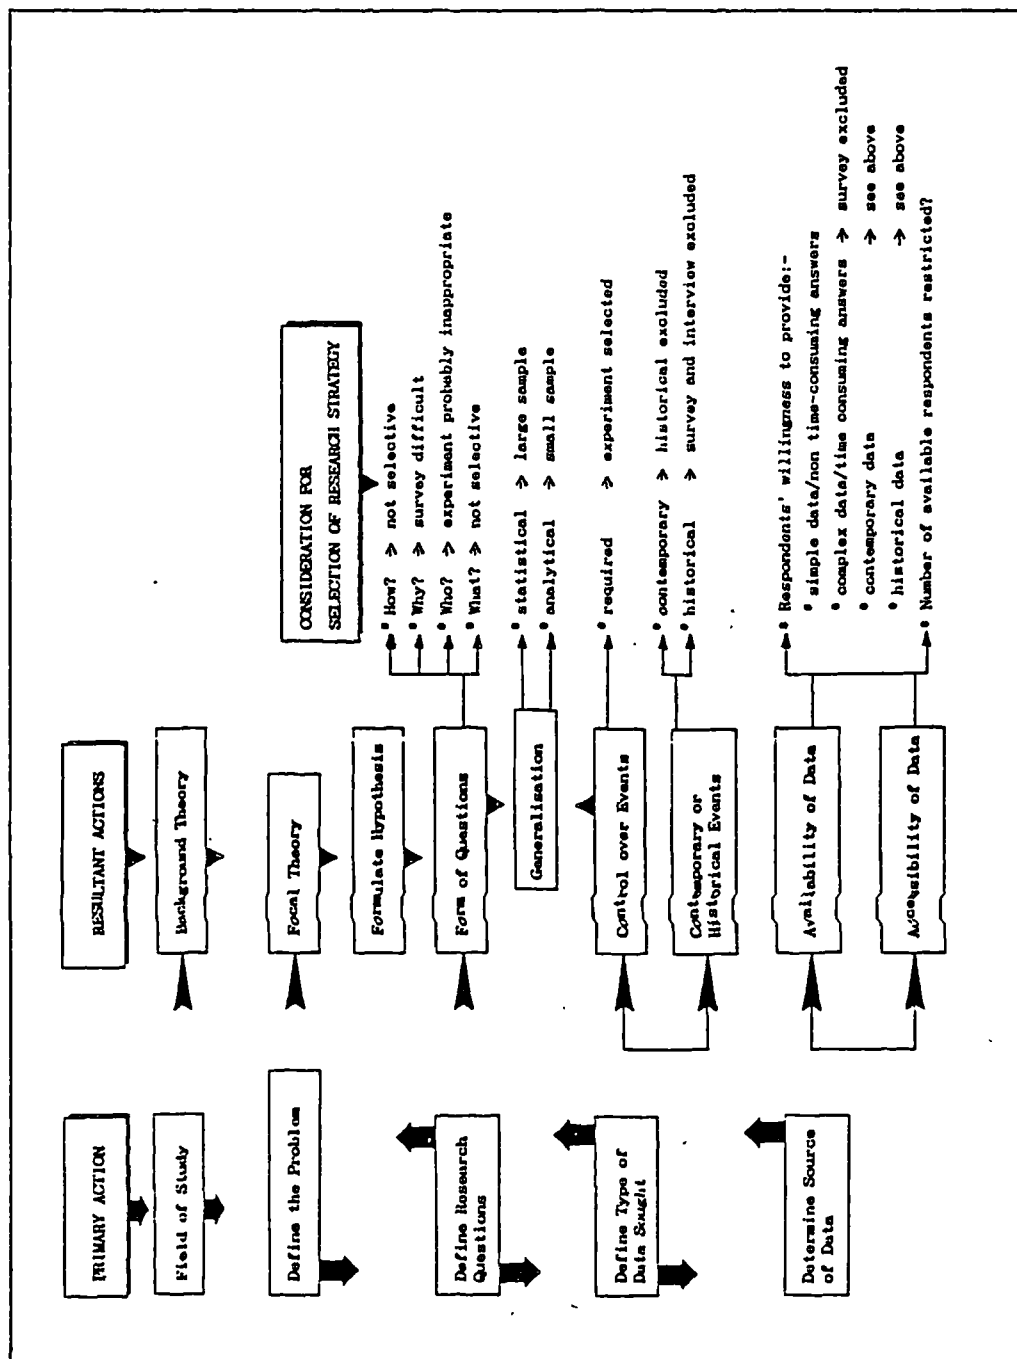 PRIMARY ACTION
Field of Study
Define the Problem
Define Research
Questions
Define Type of
Data Sought
Determine Source
of Data
RESULTANT ACTIONS
Background Theory
Focal Theory
Formulate Hypothesis
Form of Questions
Generalisation
Control over Events
Contemporary or
Historical Events
Availability of Data
Accessibility of Data
CONSIDERATION FOR
SELECTION OF RESEARCH STRATEGY
• How? → not selective
• Why? → survey difficult
• Who? → experiment probably inappropriate
• What? → not selective
• statistical → large sample
• analytical → small sample
• required → experiment selected
• contemporary → historical excluded
• historical → survey and interview excluded
• Respondents' willingness to provide:-
• simple data/non time-consuming answers
• complex data/time consuming answers → survey excluded
• contemporary data → see above
• historical data → see above
• Number of available respondents restricted?